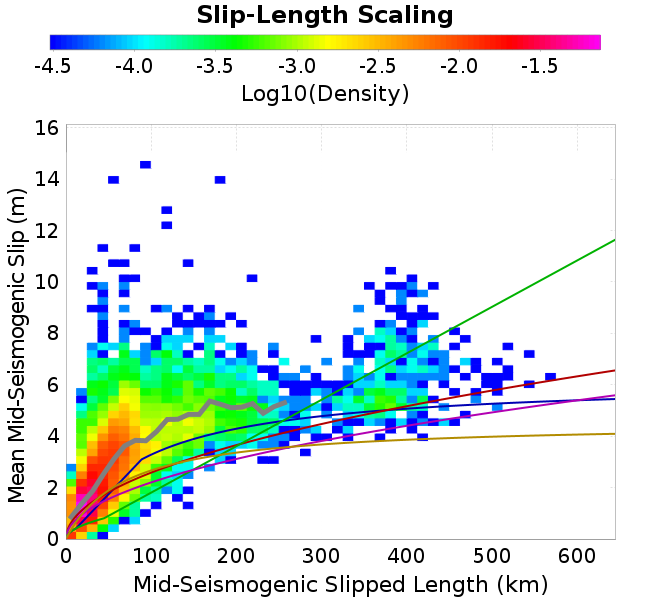 Slip-Length Scaling
-4.5 -4.0 -3.5 -3.0 -2.5 -2.0 -1.5
Log10(Density)
Mean Mid-Seismogenic Slip (m)
16
14
12
10
8
6
4
2
0
0 100 200 300 400 500 600
Mid-Seismogenic Slipped Length (km)